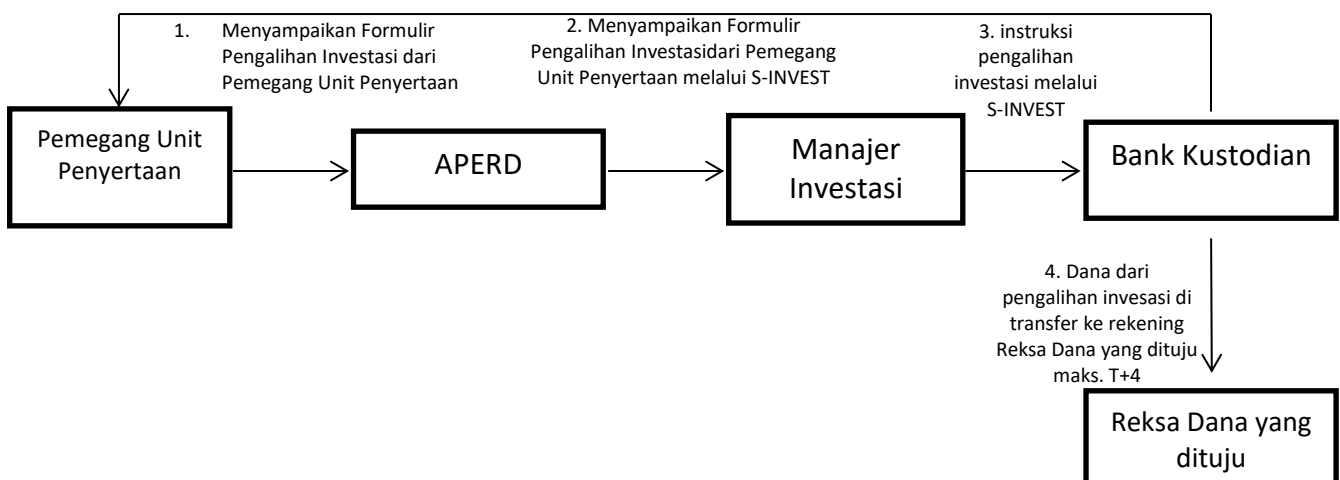 1. Menyampaikan Formulir
Pengalihan Investasi dari
Pemegang Unit Penyertaan
2. Menyampaikan Formulir
Pengalihan Investasidari Pemegang
Unit Penyertaan melalui S-INVEST
3. instruksi
pengalihan
investasi melalui
S-INVEST
Pemegang Unit
Penyertaan
APERD
Manajer
Investasi
Bank Kustodian
4. Dana dari
pengalihan invesasi di
transfer ke rekening
Reksa Dana yang dituju
maks. T+4
Reksa Dana yang
dituju